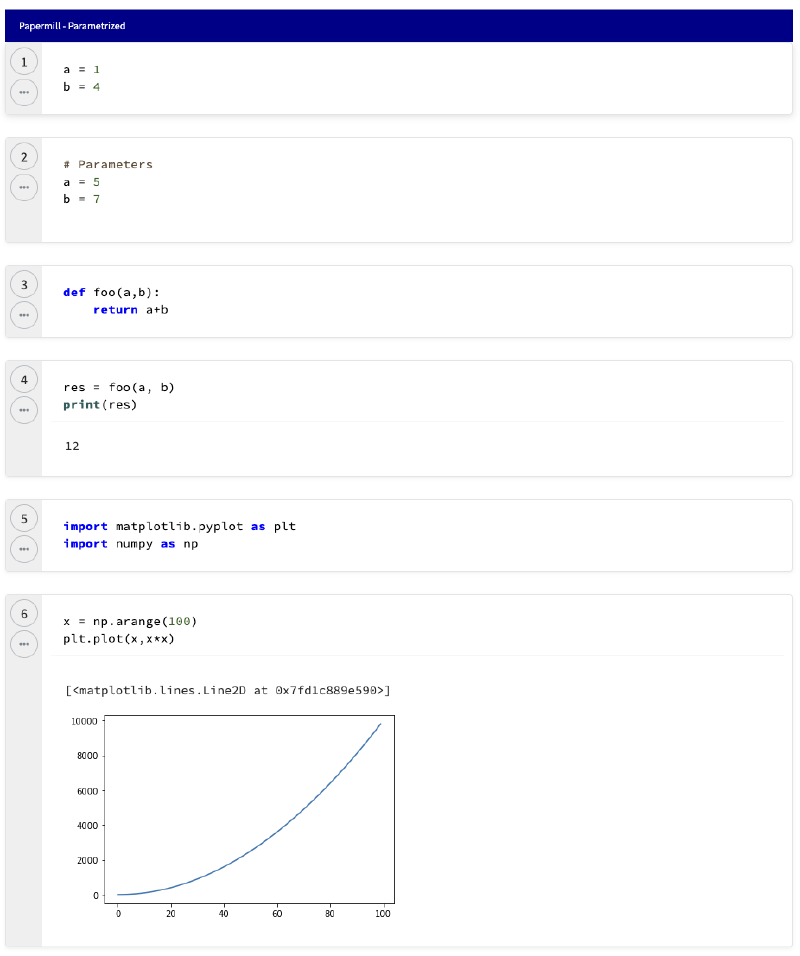 Papermill - Parametrized
1
a = 1
b = 4
2
# Parameters
a = 5
b = 7
3
def foo(a,b):
    return a+b
4
res = foo(a, b)
print(res)
12
5
import matplotlib.pyplot as plt
import numpy as np
6
x = np.arange(100)
plt.plot(x,x*x)
[<matplotlib.lines.Line2D at 0x7fd1c889e590>]
10000
8000
6000
4000
2000
0
0 20 40 60 80 100